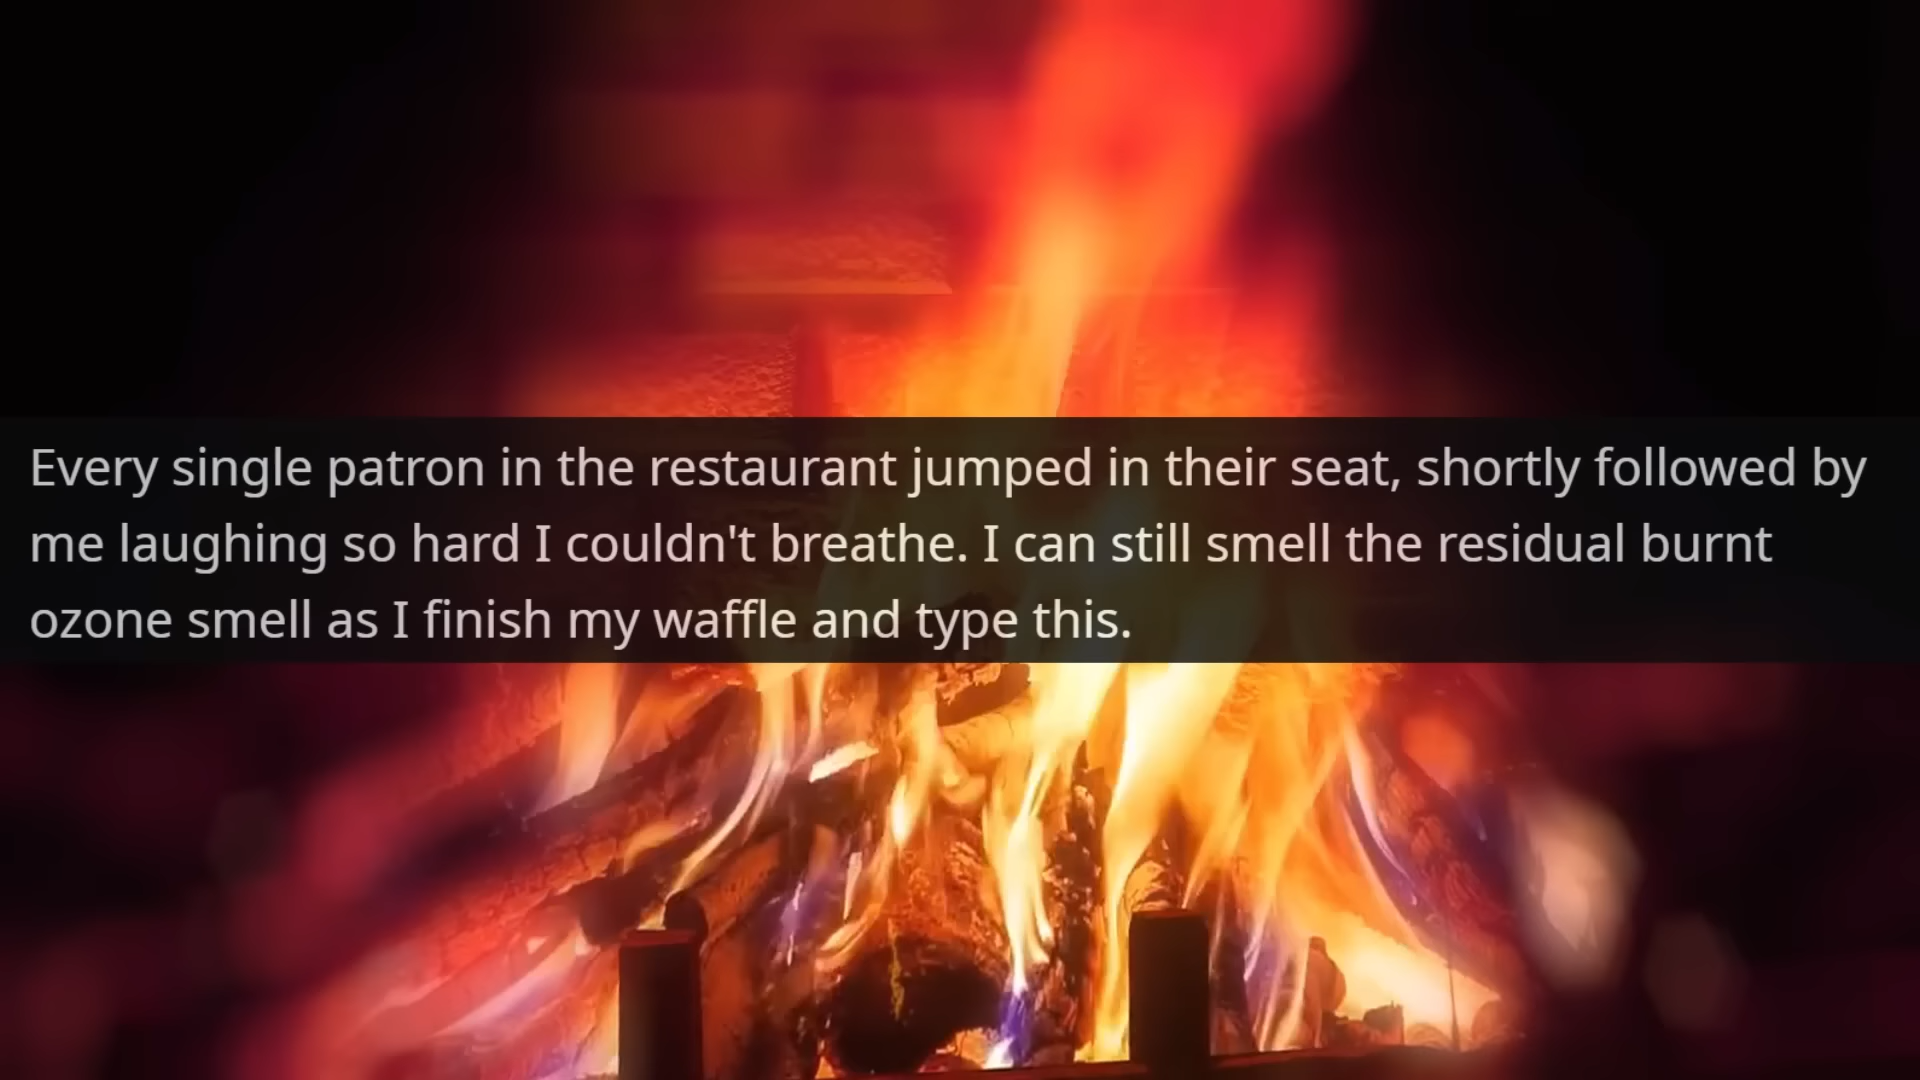 Every single patron in the restaurant jumped in their seat, shortly followed by
me laughing so hard I couldn't breathe. I can still smell the residual burnt
ozone smell as I finish my waffle and type this.